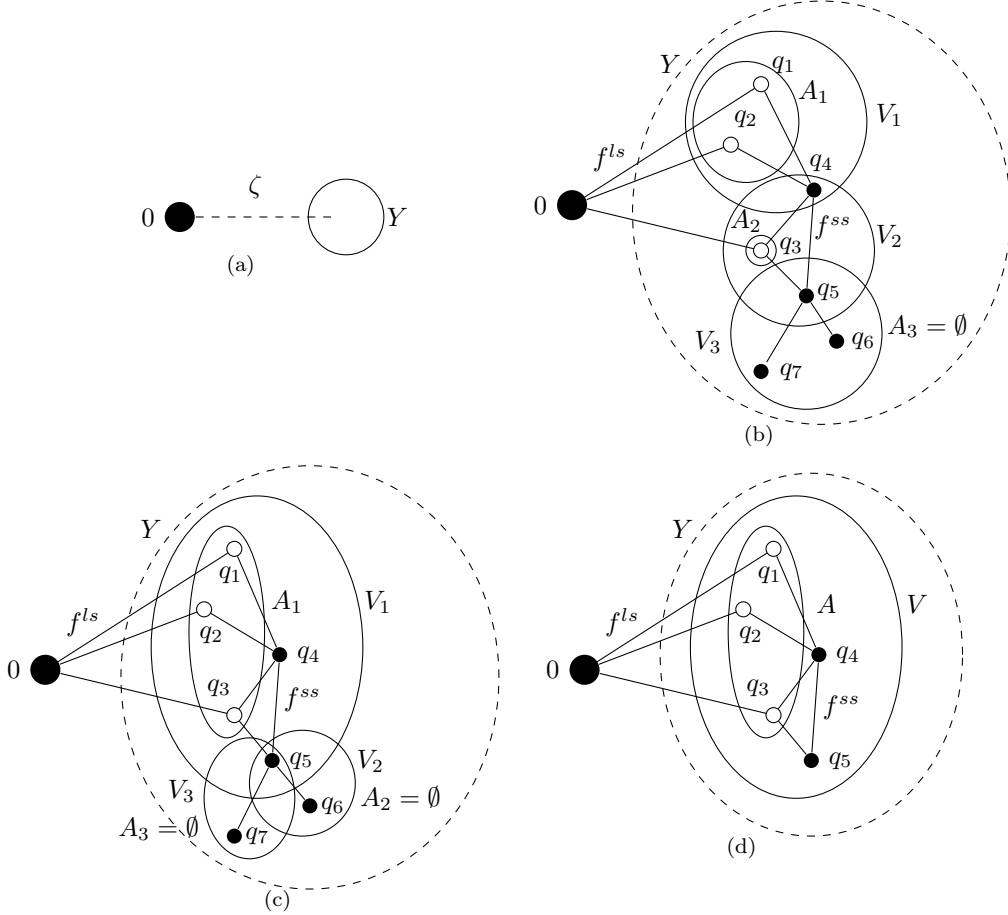 0
ζ
Y
(a)
Y
q₁
A₁
V₁
q₂
f^{ls}
q₄
0
A₂
q₃
f^{ss}
V₂
q₅
V₃
A₃ = ∅
q₆
q₇
(b)
Y
q₁
A₁
V₁
f^{ls}
q₂
q₄
0
q₃
f^{ss}
q₅
V₂
V₃
q₆
A₂ = ∅
A₃ = ∅
q₇
(c)
Y
q₁
A
V
f^{ls}
q₂
q₄
0
q₃
f^{ss}
q₅
(d)